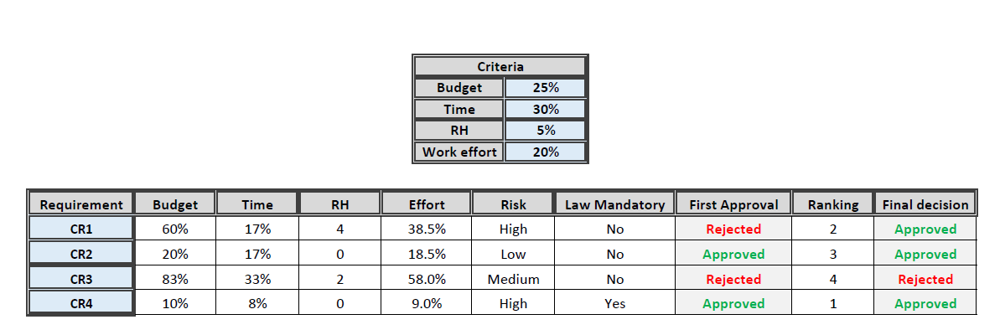 Criteria
Budget 25%
Time 30%
RH 5%
Work effort 20%
Requirement Budget Time RH Effort Risk Law Mandatory First Approval Ranking Final decision
CR1 60% 17% 4 38.5% High No Rejected 2 Approved
CR2 20% 17% 0 18.5% Low No Approved 3 Approved
CR3 83% 33% 2 58.0% Medium No Rejected 4 Rejected
CR4 10% 8% 0 9.0% High Yes Approved 1 Approved